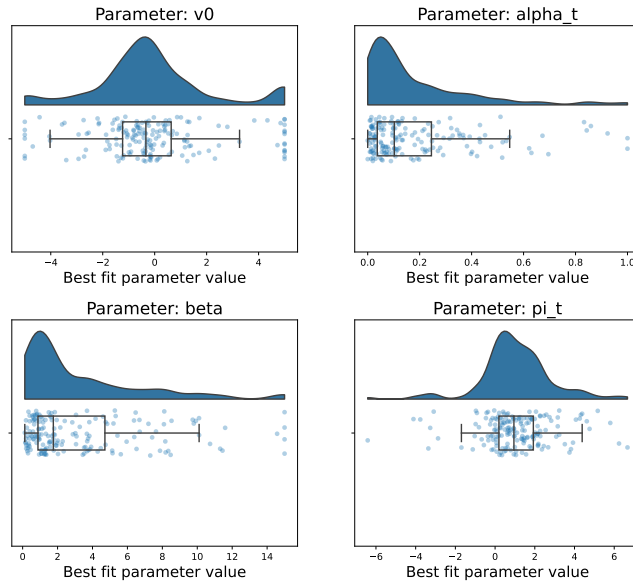 Parameter: v0
Parameter: alpha_t
−4 −2 0 2 4
0.0 0.2 0.4 0.6 0.8 1.0
Best fit parameter value
Best fit parameter value
Parameter: beta
Parameter: pi_t
0 2 4 6 8 10 12 14
−6 −4 −2 0 2 4 6
Best fit parameter value
Best fit parameter value